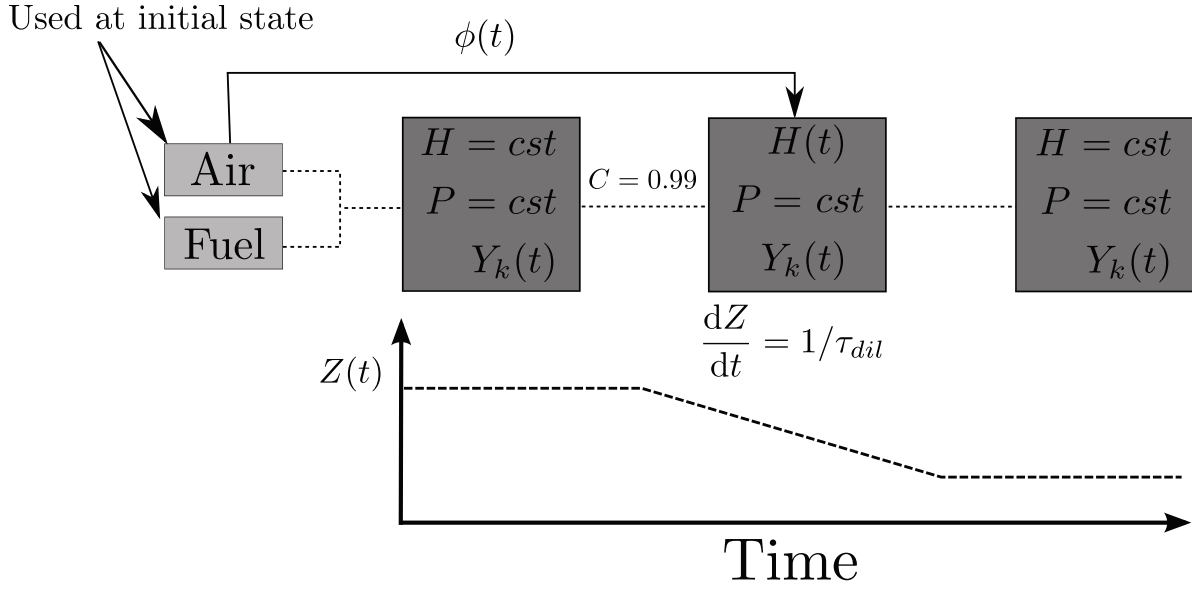 Used at initial state
ϕ(t)
Air
Fuel
H = cst
P = cst
Y_k(t)
C = 0.99
H(t)
P = cst
Y_k(t)
H = cst
P = cst
Y_k(t)
dZ/dt = 1/τ_dil
Z(t)
Time